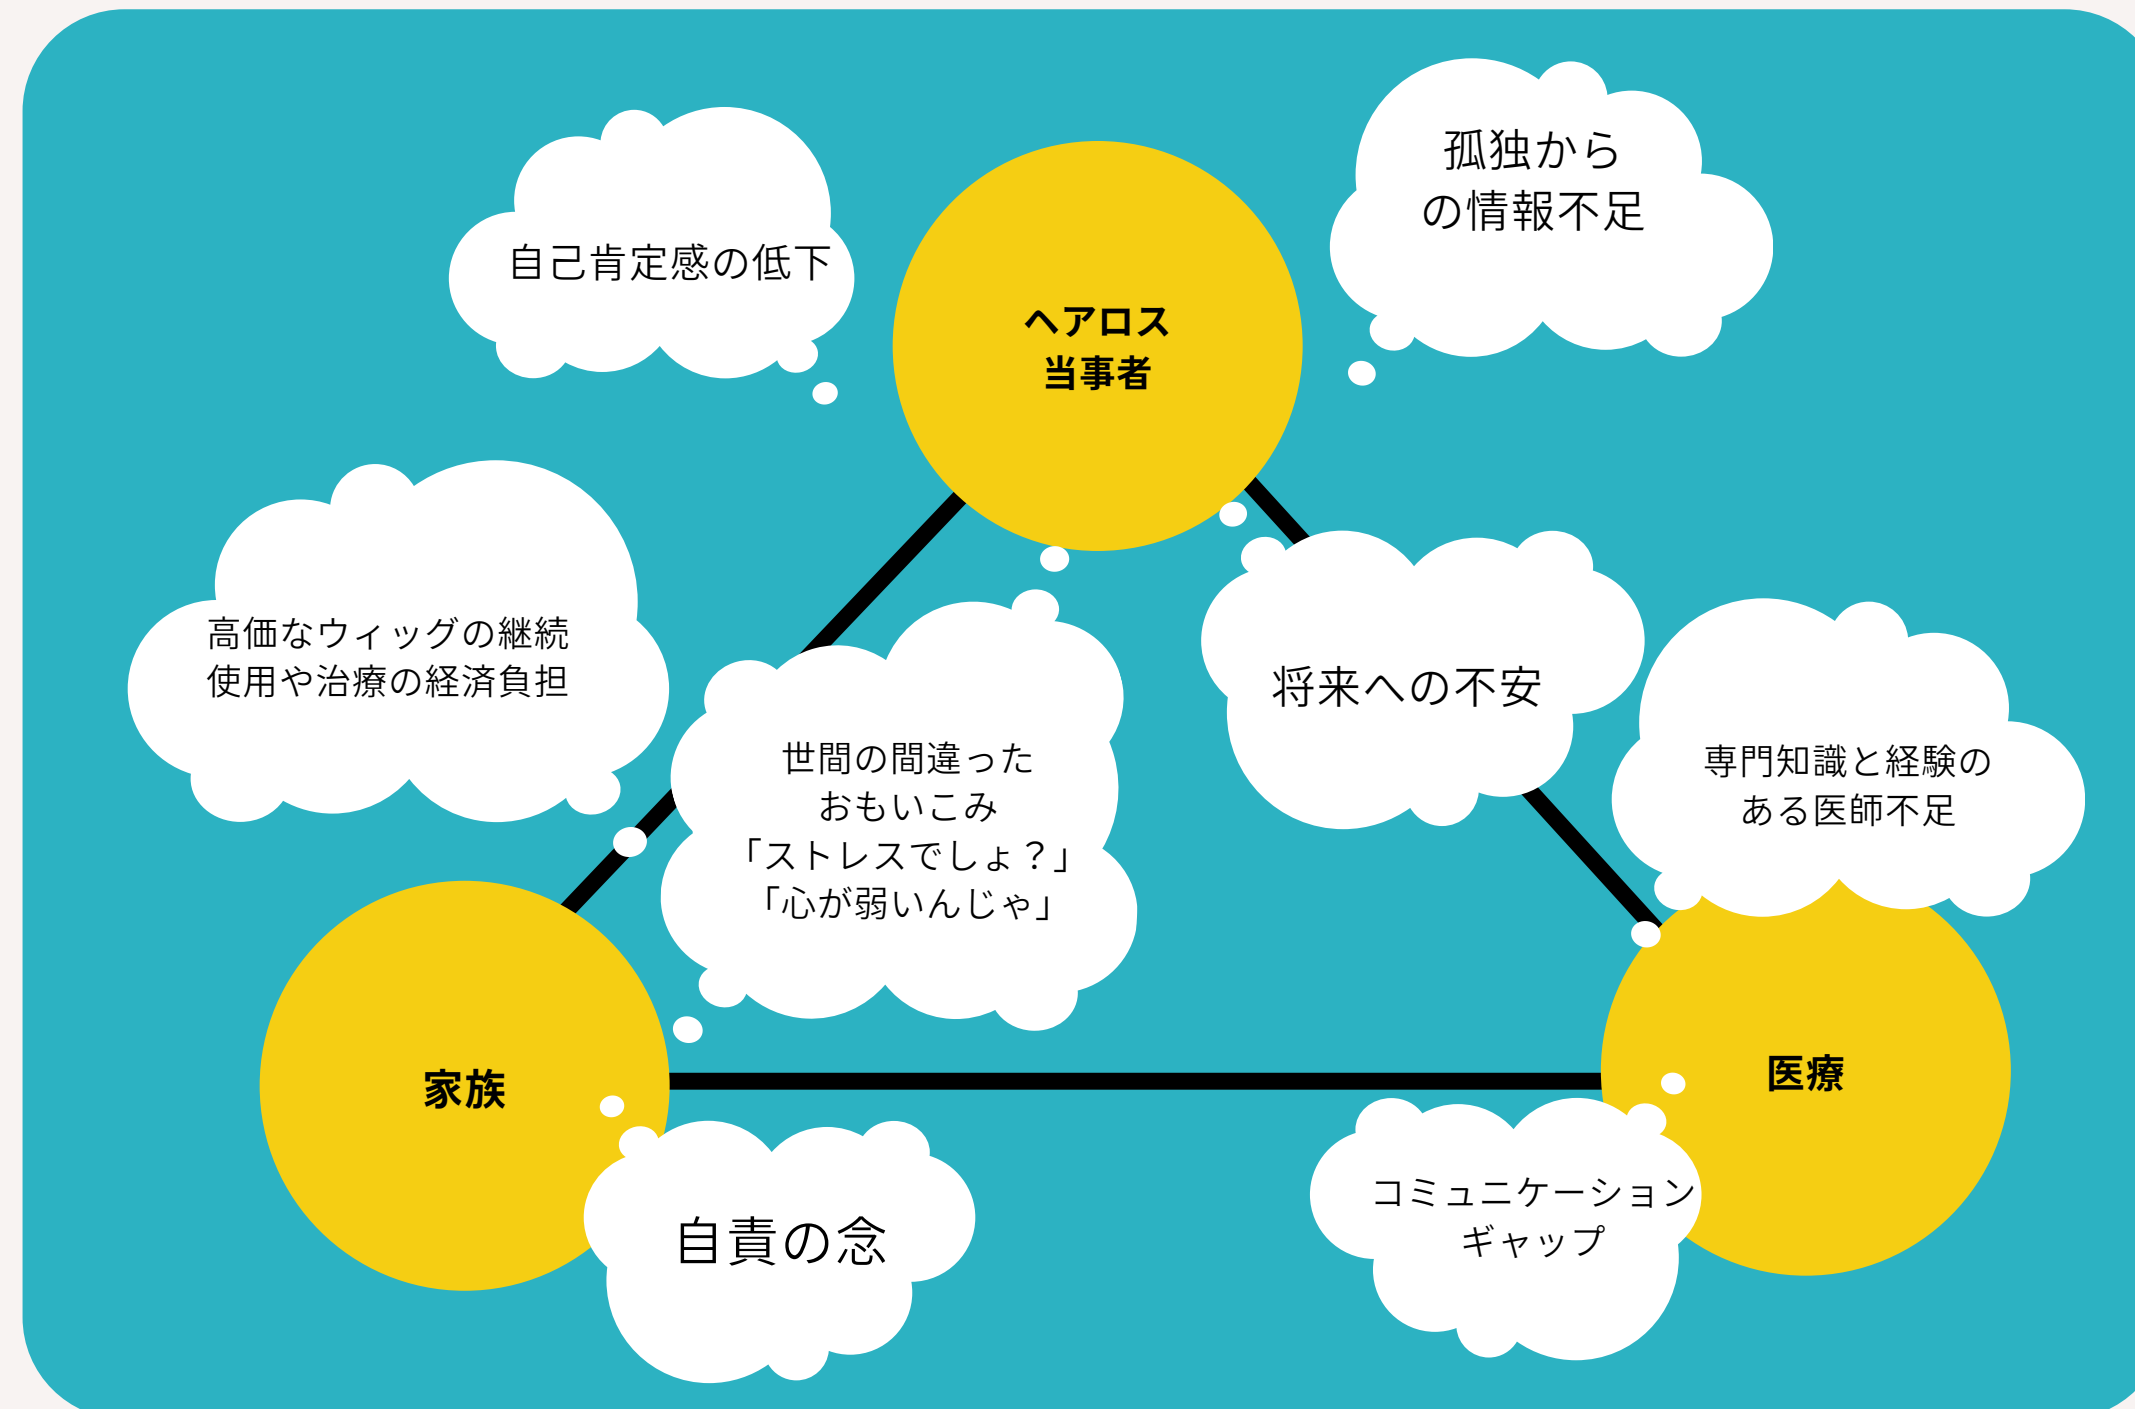 孤独から
の情報不足
自己肯定感の低下
ヘアロス
当事者
高価なウィッグの継続
使用や治療の経済負担
世間の間違った
おもいこみ
「ストレスでしょ？」
「心が弱いんじゃ」
将来への不安
専門知識と経験の
ある医師不足
家族
医療
自責の念
コミュニケーション
ギャップ